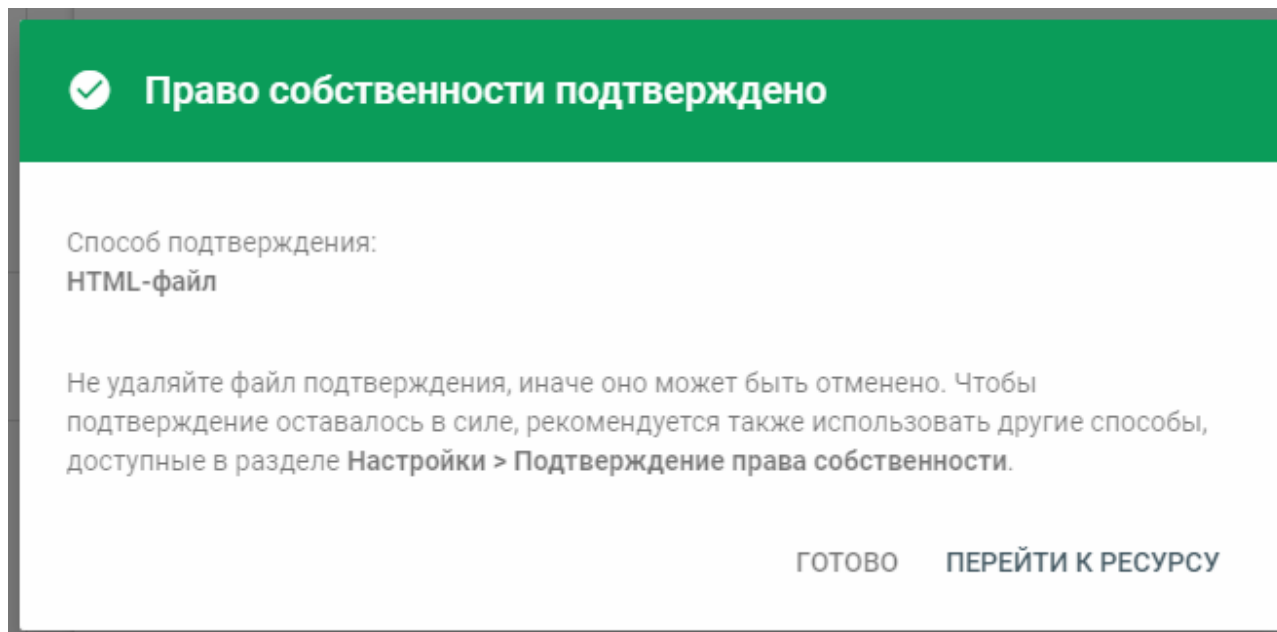 Право собственности подтверждено
Способ подтверждения:
HTML-файл
Не удаляйте файл подтверждения, иначе оно может быть отменено. Чтобы
подтверждение оставалось в силе, рекомендуется также использовать другие способы,
доступные в разделе Настройки > Подтверждение права собственности.
ГОТОВО ПЕРЕЙТИ К РЕСУРСУ